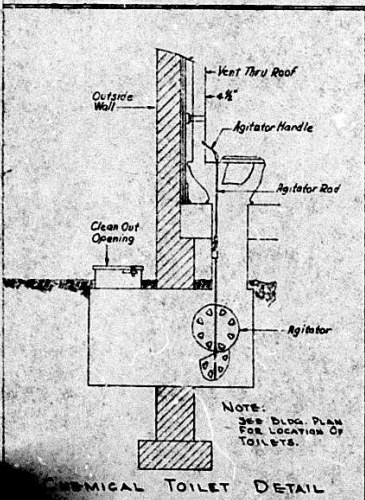 Vent Thru Roof
4½"
Outside
Wall
Agitator Handle
Agitator Rod
Clean Out
Opening
Agitator
NOTE:
SEE BLDG. PLAN
FOR LOCATION OF
TOILETS.
CHEMICAL TOILET DETAIL